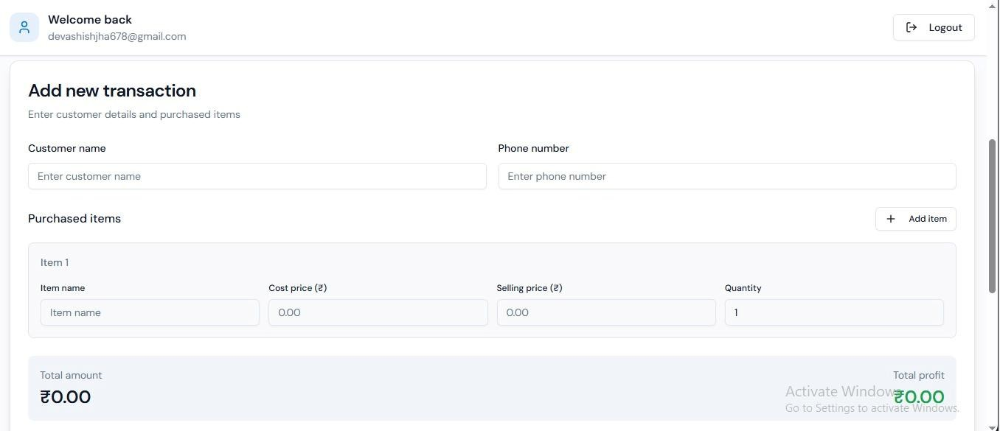 Welcome back
devashishjha678@gmail.com
Logout
Add new transaction
Enter customer details and purchased items
Customer name
Phone number
Enter customer name
Enter phone number
Purchased items
+ Add item
Item 1
Item name
Cost price (₹)
Selling price (₹)
Quantity
Item name
0.00
0.00
1
Total amount
Total profit
₹0.00
₹0.00
Activate Windows
Go to Settings to activate Windows.